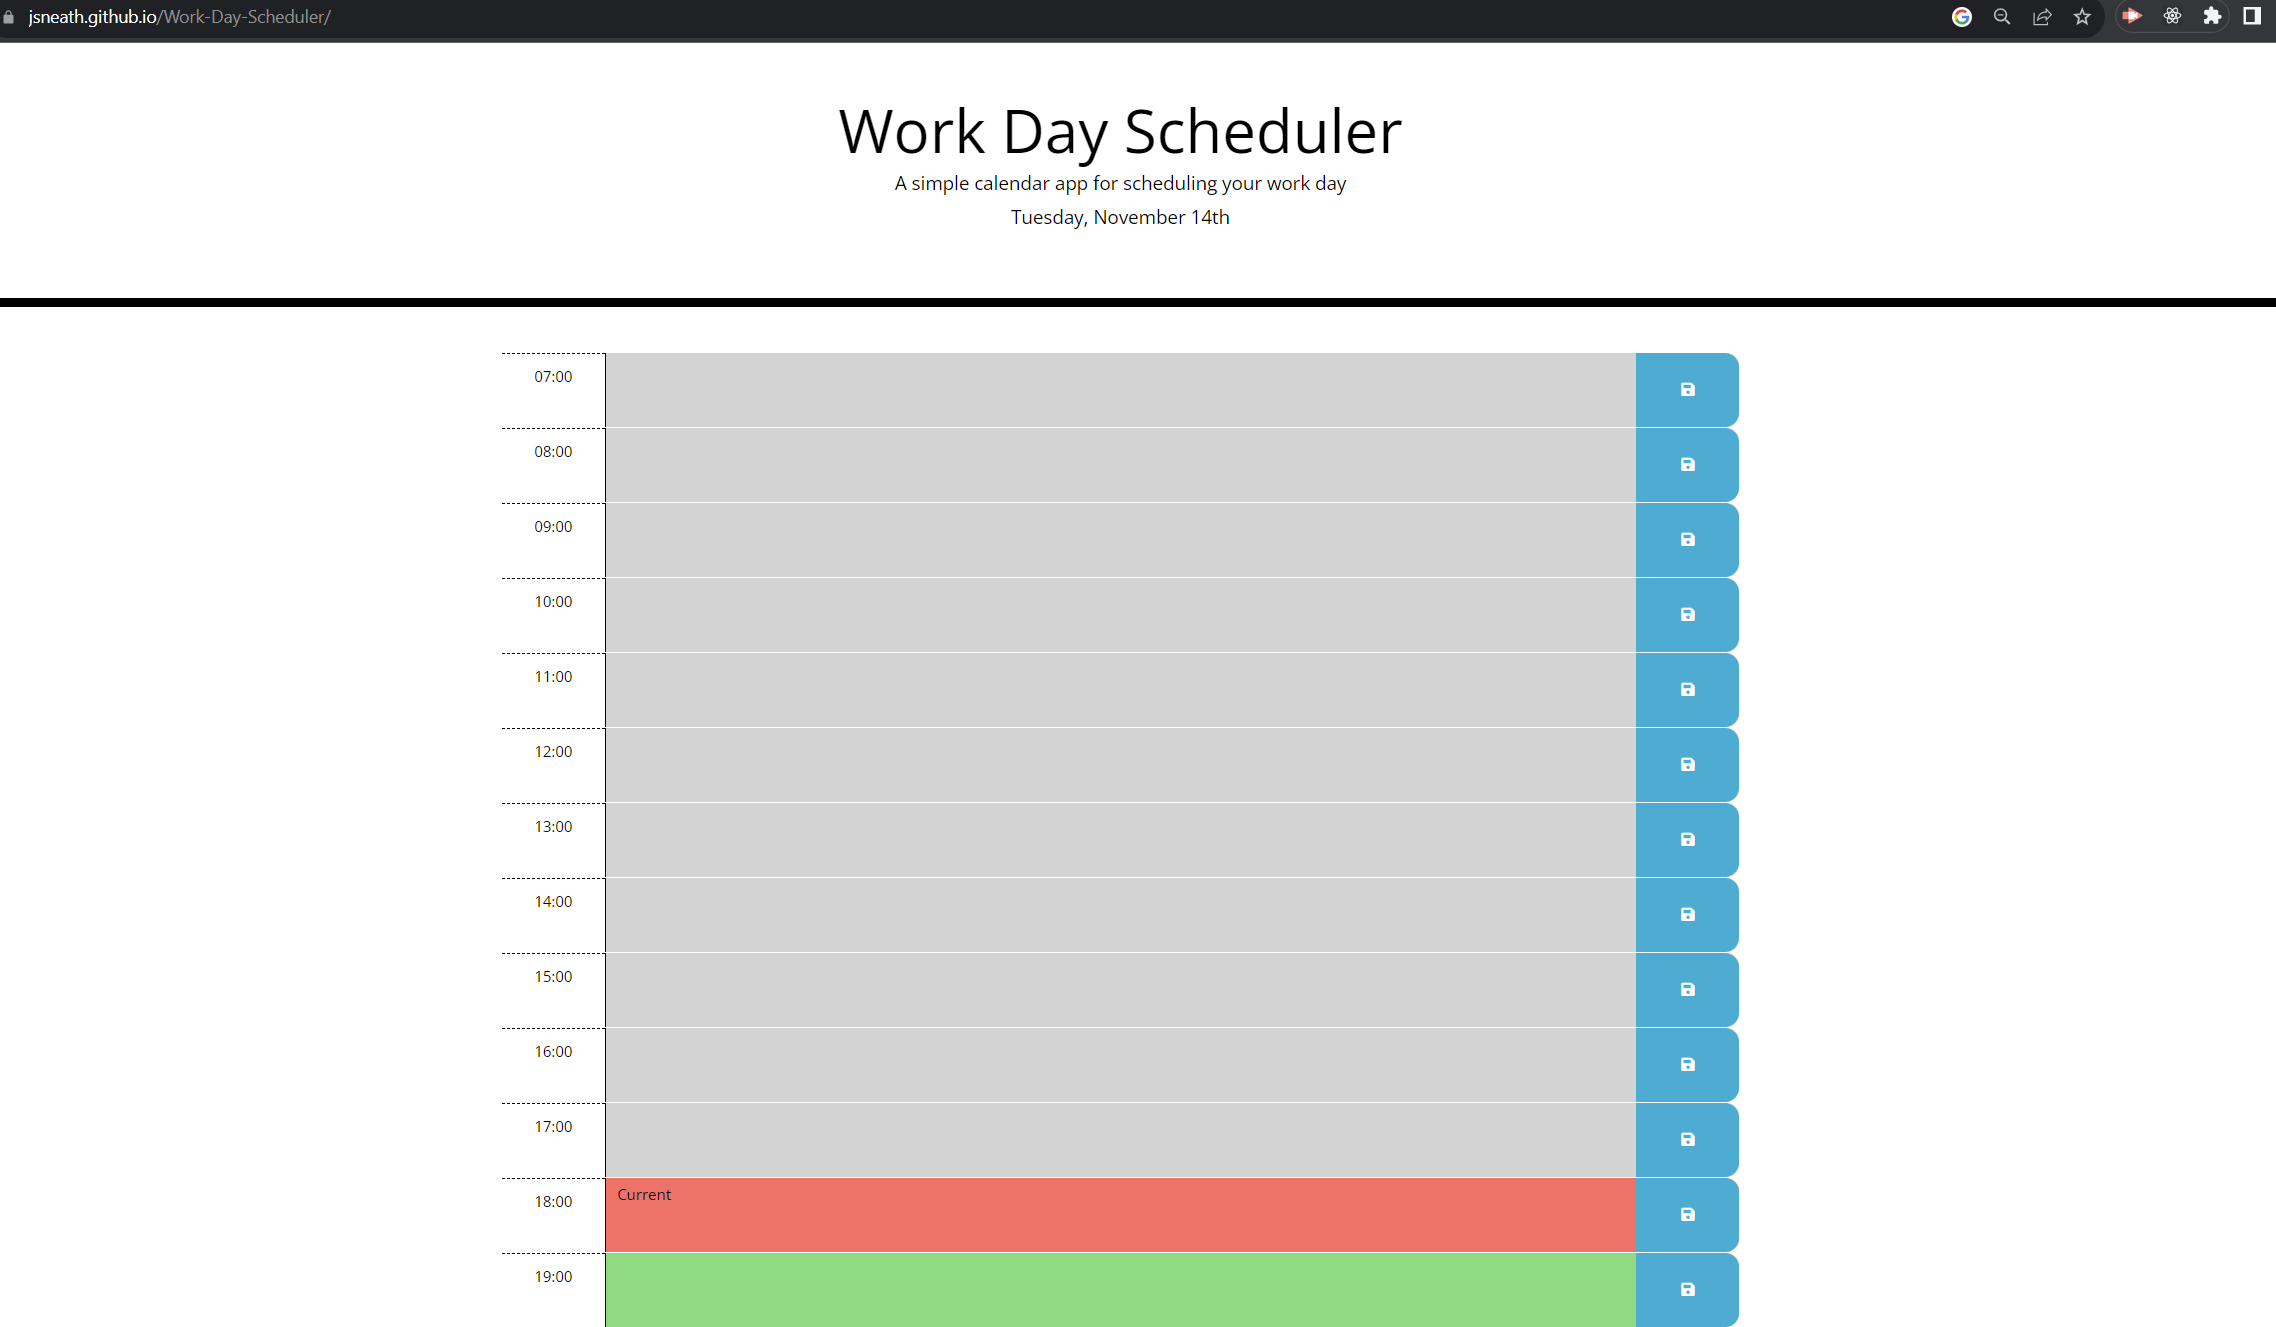 jsneath.github.io/Work-Day-Scheduler/
Work Day Scheduler
A simple calendar app for scheduling your work day
Tuesday, November 14th
07:00
08:00
09:00
10:00
11:00
12:00
13:00
14:00
15:00
16:00
17:00
18:00 Current
19:00